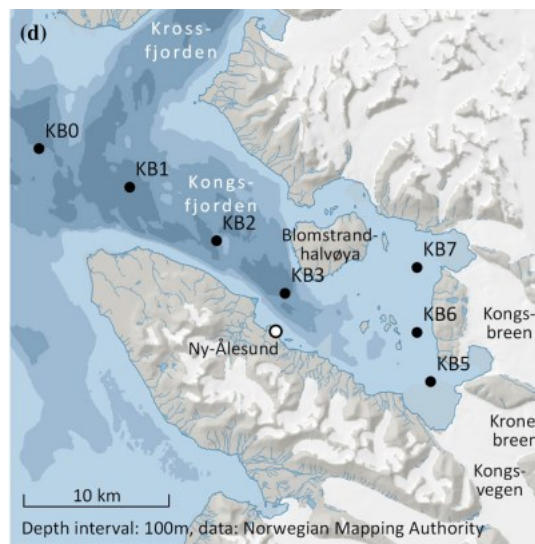 (d)
Kross-
fjorden
KB0
KB1
Kongs-
fjorden
KB2
Blomstrand-
halvøya
KB7
KB3
Kongs-
breen
KB6
Ny-Ålesund
KB5
Krone
breen
Kongs-
vegen
10 km
Depth interval: 100m, data: Norwegian Mapping Authority